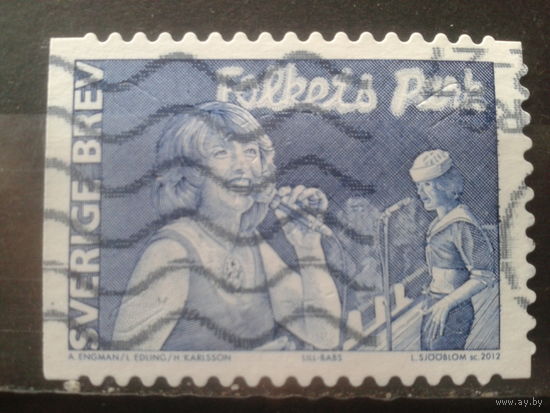 Folkets Park
SVERIGE BREV
A. ENGMAN/L EDLING/H KARLSSON
LILL-BABS
L. SJÖÖBLOM sc. 2012
www.ay.by